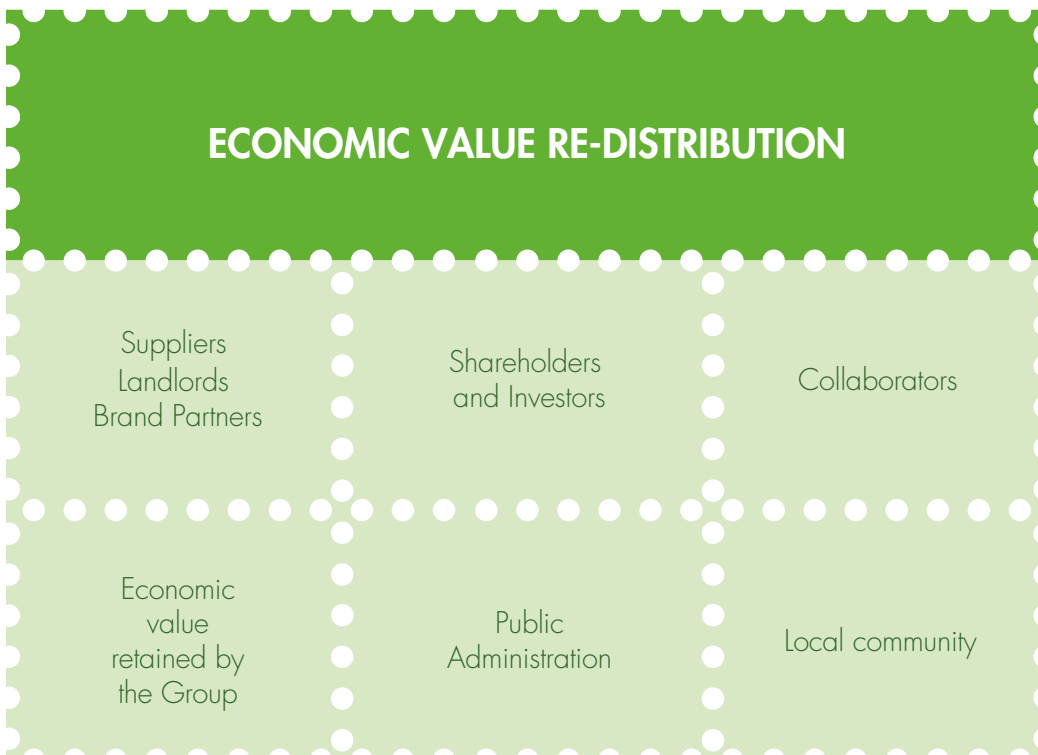 ECONOMIC VALUE RE-DISTRIBUTION
Suppliers
Landlords
Brand Partners
Shareholders
and Investors
Collaborators
Economic
value
retained by
the Group
Public
Administration
Local community